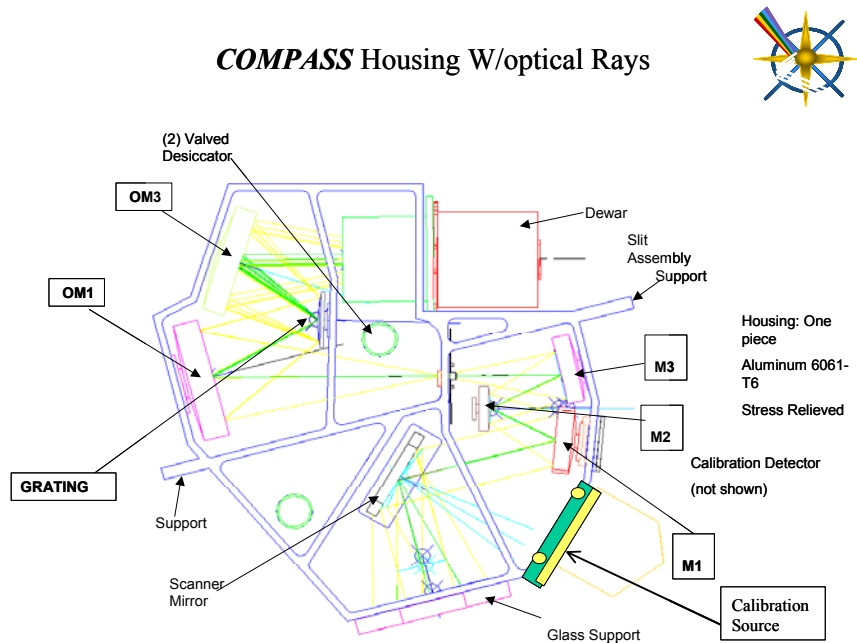 COMPASS Housing W/optical Rays
(2) Valved
Desiccator
OM3
Dewar
Slit
Assembly
Support
OM1
Housing: One
piece
Aluminum 6061-
T6
Stress Relieved
M3
M2
Calibration Detector
(not shown)
GRATING
Support
Scanner
Mirror
M1
Calibration
Source
Glass Support